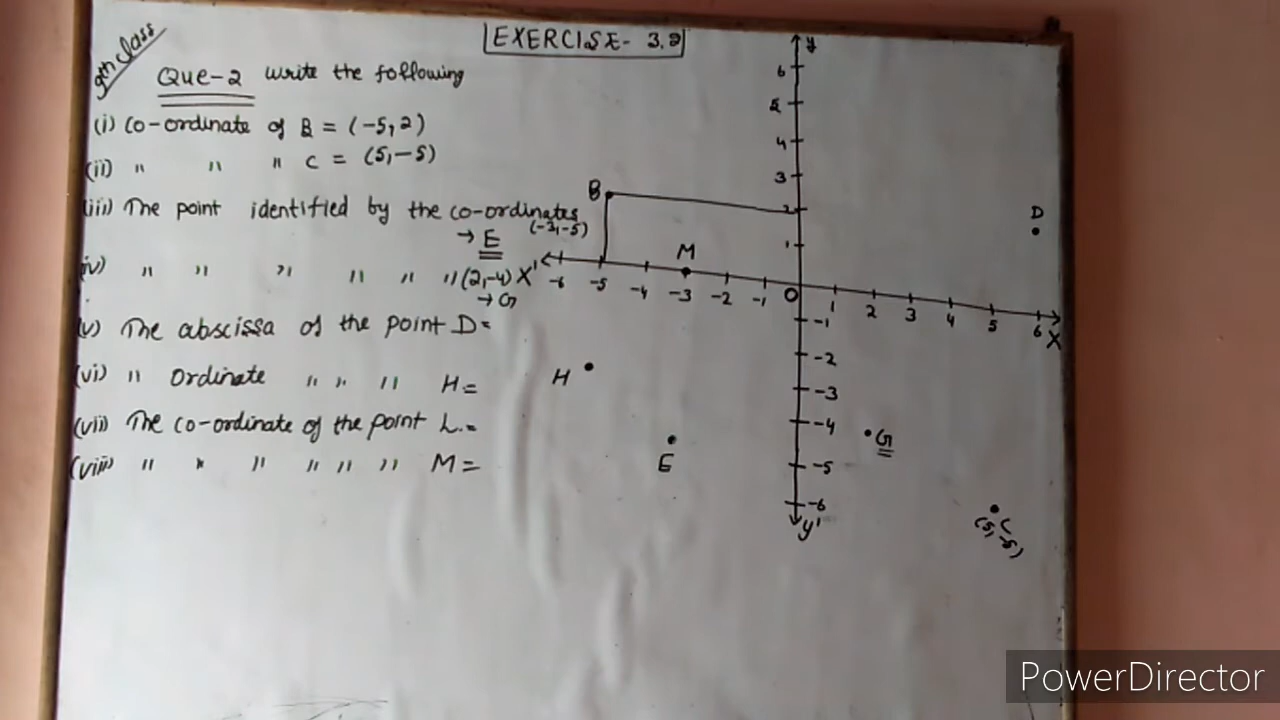 9th Class
EXERCISE- 3.2
Que-2 Write the following
(i) Co-ordinate of B = (-5, 2)
(ii) " " " C = (5, -5)
(iii) The point identified by the co-ordinates
(-3,-5)
→ E
(iv) " " " " " " (2,-4)
→ G
(v) The abscissa of the point D=
(vi) " Ordinate " " " H=
(vii) The co-ordinate of the point L=
(viii) " " " " " " M=
y
6
5
4
3
2
1
B
M
D
X' -6 -5 -4 -3 -2 -1 O 1 2 3 4 5 6 X
-1
-2
-3
-4
-5
-6
y'
H
E
G
C
(5, -5)
PowerDirector